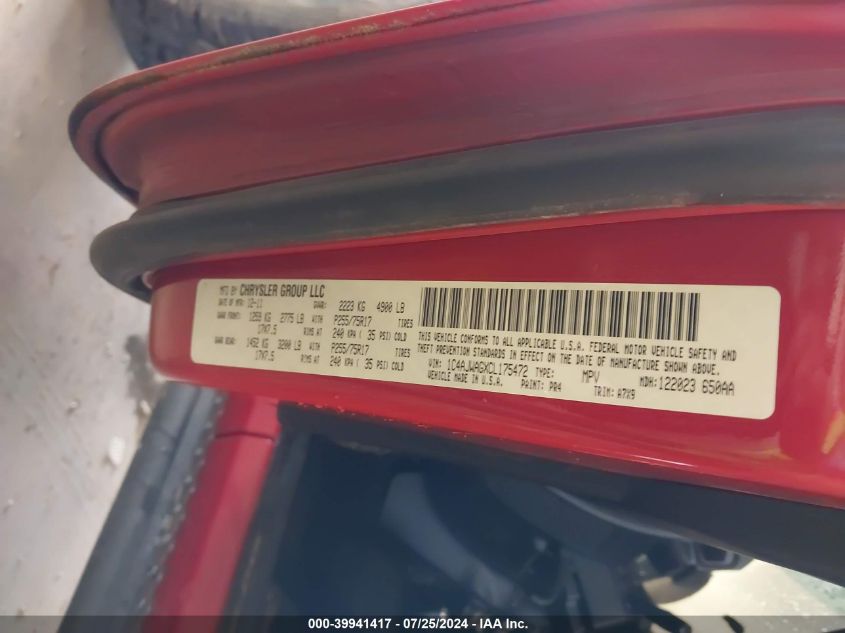 MFD BY CHRYSLER GROUP LLC
DATE OF MFR: 12-11 GVWR: 2223 KG 4900 LB
GAWR FRONT: 1259 KG 2775 LB WITH P255/75R17 TIRES
17X7.5 RIMS AT 240 KPA ( 35 PSI) COLD
GAWR REAR: 1452 KG 3200 LB WITH P255/75R17 TIRES
17X7.5 RIMS AT 240 KPA ( 35 PSI) COLD
THIS VEHICLE CONFORMS TO ALL APPLICABLE U.S.A. FEDERAL MOTOR VEHICLE SAFETY AND
THEFT PREVENTION STANDARDS IN EFFECT ON THE DATE OF MANUFACTURE SHOWN ABOVE.
VIN: 1C4AJWAGXCL175472 TYPE: MPV MDH: 122023 650AA
VEHICLE MADE IN U.S.A. PAINT: PR4 TRIM: A7X9
000-39941417 - 07/25/2024 - IAA Inc.